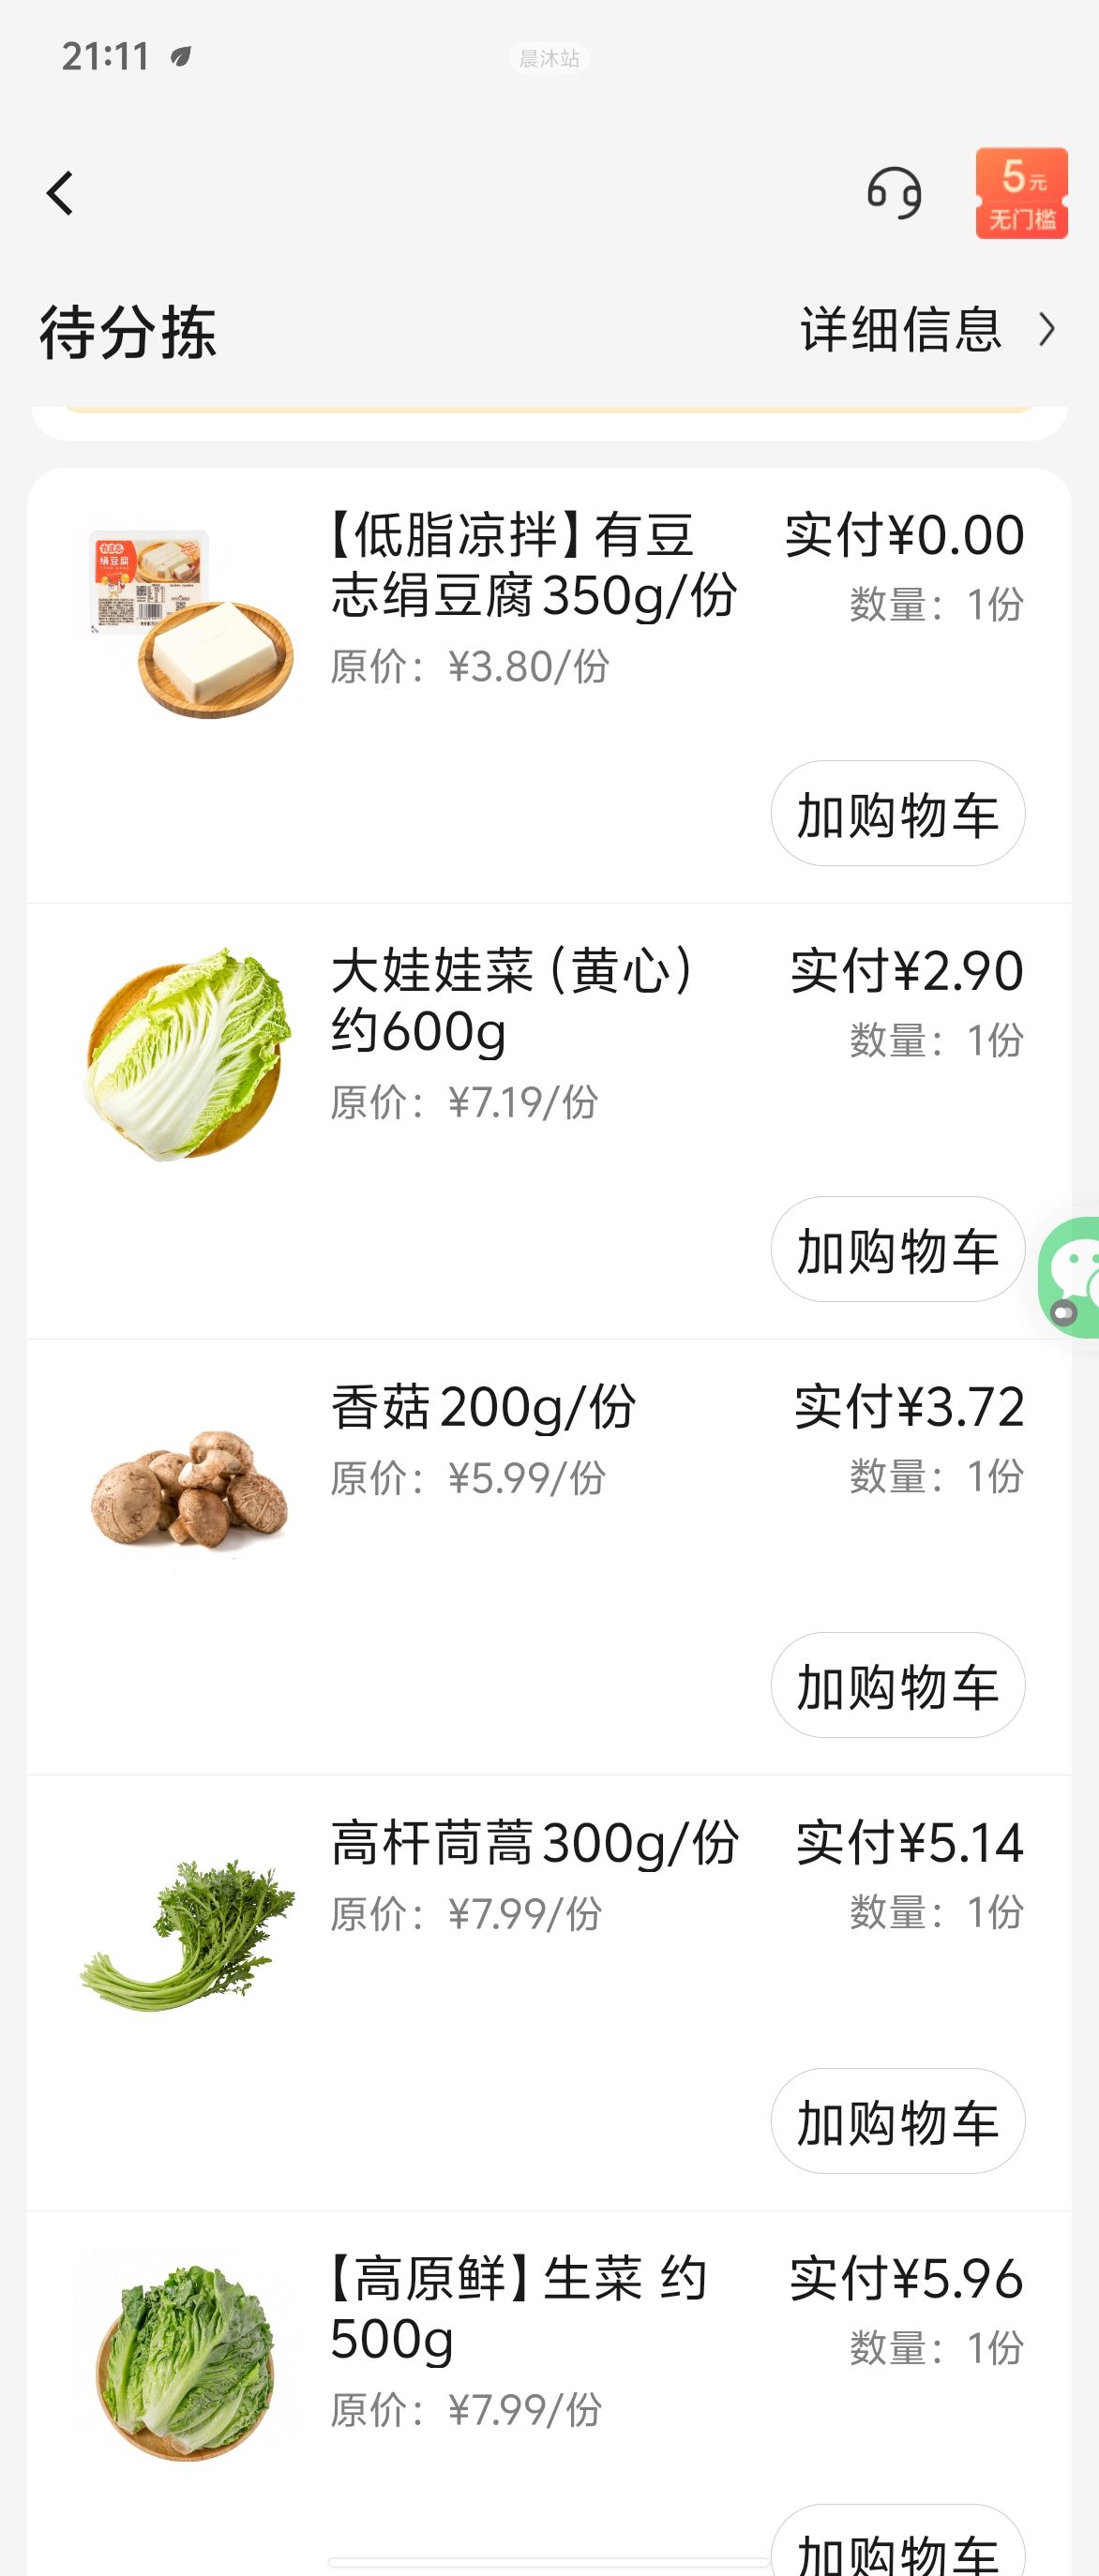 21:11
晨沐站
5元
无门槛
待分拣
详细信息
【低脂凉拌】有豆
志绢豆腐350g/份
实付¥0.00
数量：1份
原价：¥3.80/份
绢豆腐
加购物车
大娃娃菜（黄心）
约600g
实付¥2.90
数量：1份
原价：¥7.19/份
加购物车
香菇200g/份
实付¥3.72
数量：1份
原价：¥5.99/份
加购物车
高杆茼蒿300g/份
实付¥5.14
数量：1份
原价：¥7.99/份
加购物车
【高原鲜】生菜 约
500g
实付¥5.96
数量：1份
原价：¥7.99/份
加购物车